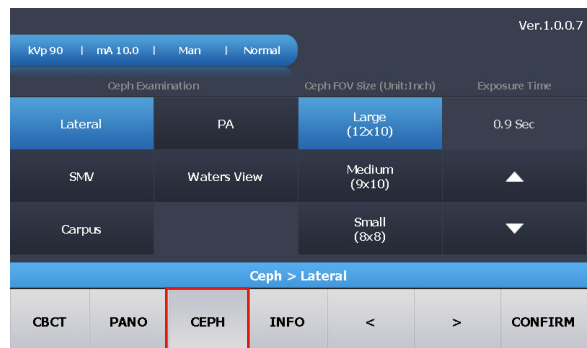 Ver.1.0.0.7
kVp 90 | mA 10.0 | Man | Normal
Ceph Examination Ceph FOV Size (Unit:Inch) Exposure Time
Lateral PA Large (12x10) 0.9 Sec
SMV Waters View Medium (9x10) ▲
Carpus Small (8x8) ▼
Ceph > Lateral
CBCT PANO CEPH INFO < > CONFIRM